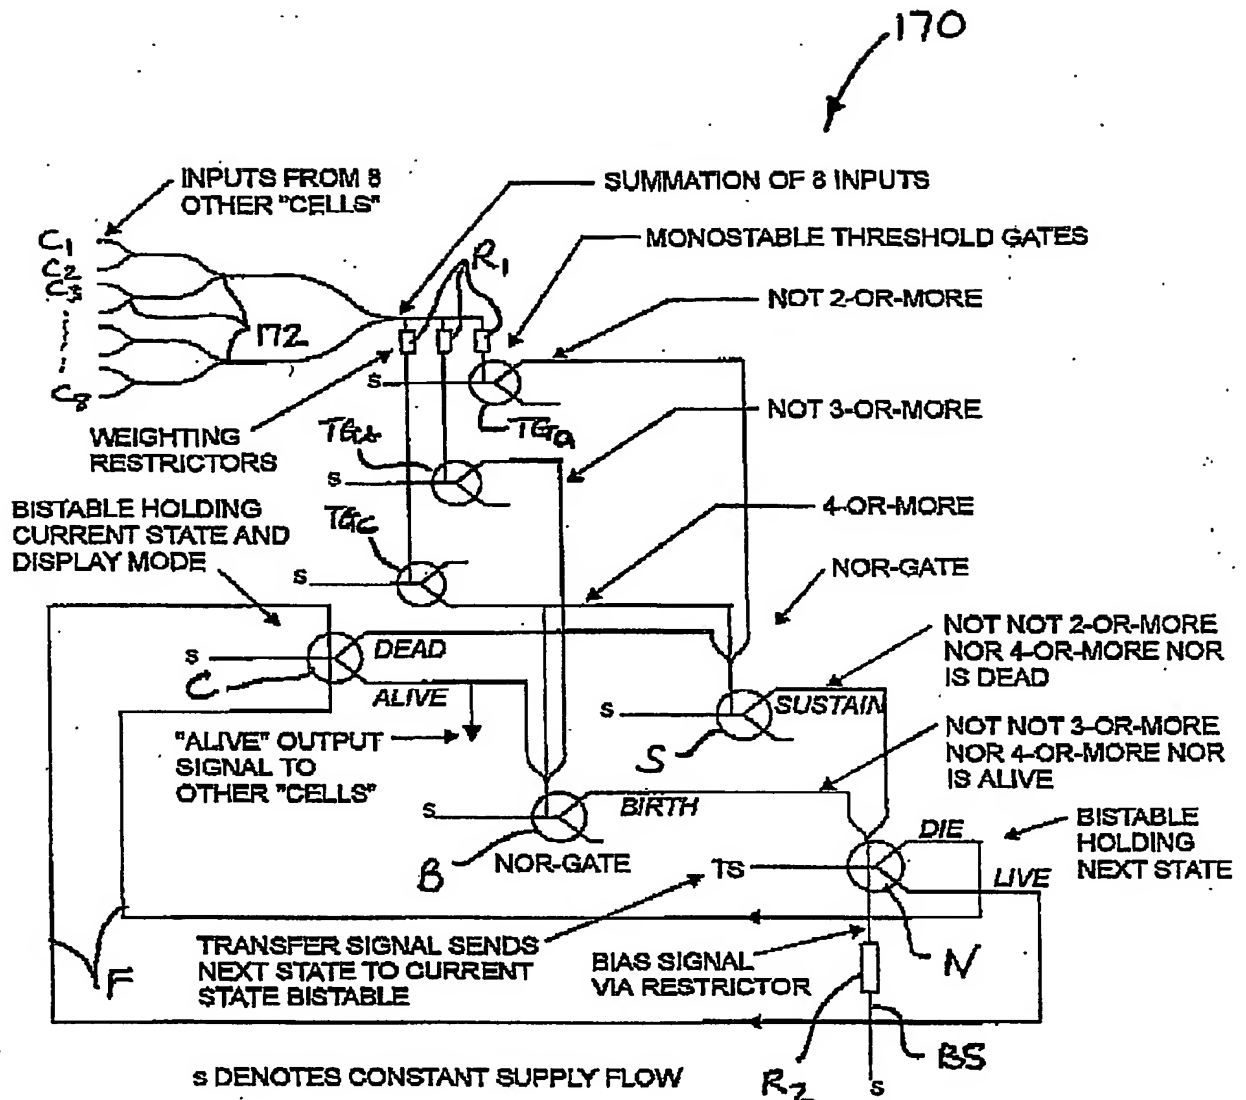 170
INPUTS FROM 8
OTHER "CELLS"
SUMMATION OF 8 INPUTS
C1
C2
C3
C8
172
R1
MONOSTABLE THRESHOLD GATES
NOT 2-OR-MORE
s
TGa
NOT 3-OR-MORE
WEIGHTING
RESTRICTORS
TGb
s
BISTABLE HOLDING
CURRENT STATE AND
DISPLAY MODE
TGc
4-OR-MORE
s
NOR-GATE
s
DEAD
ALIVE
C
NOT NOT 2-OR-MORE
NOR 4-OR-MORE NOR
IS DEAD
s
SUSTAIN
S
"ALIVE" OUTPUT
SIGNAL TO
OTHER "CELLS"
NOT NOT 3-OR-MORE
NOR 4-OR-MORE NOR
IS ALIVE
s
BIRTH
B
NOR-GATE
TS
DIE
LIVE
BISTABLE
HOLDING
NEXT STATE
F
TRANSFER SIGNAL SENDS
NEXT STATE TO CURRENT
STATE BISTABLE
BIAS SIGNAL
VIA RESTRICTOR
N
BS
R2
s
s DENOTES CONSTANT SUPPLY FLOW